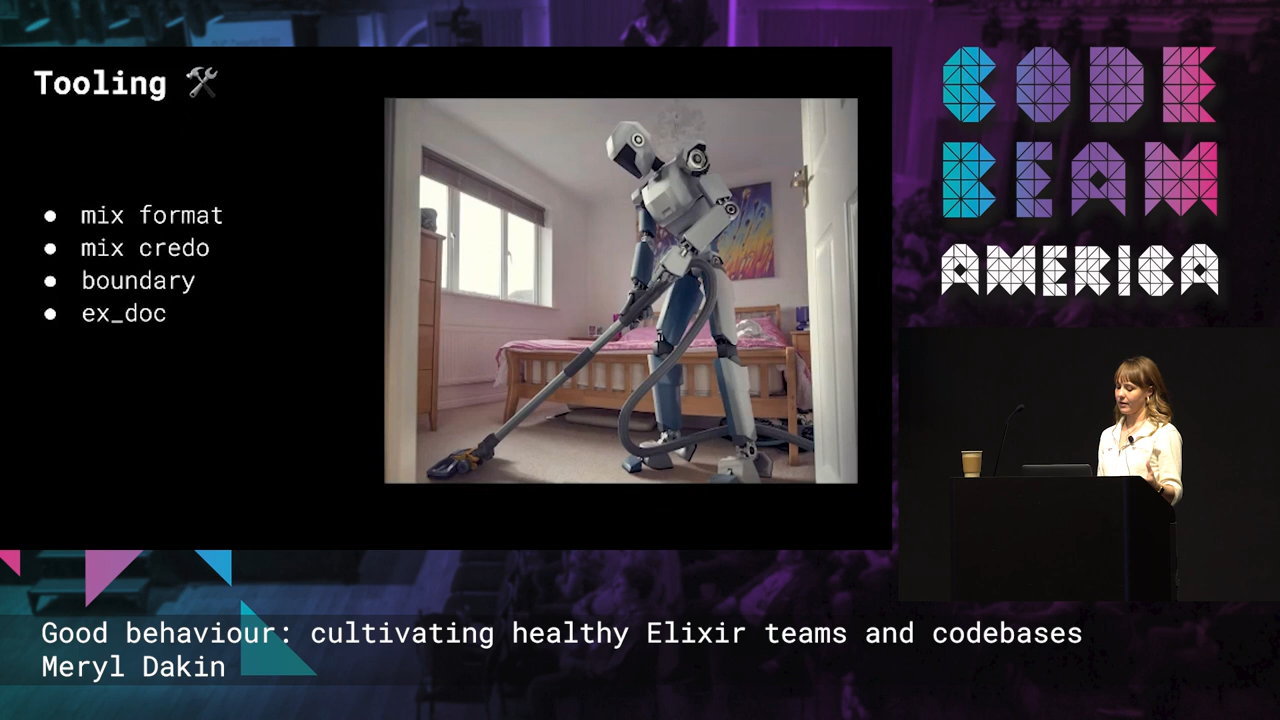 Tooling 🛠
● mix format
● mix credo
● boundary
● ex_doc
CODE
BEAM
AMERICA
Good behaviour: cultivating healthy Elixir teams and codebases
Meryl Dakin